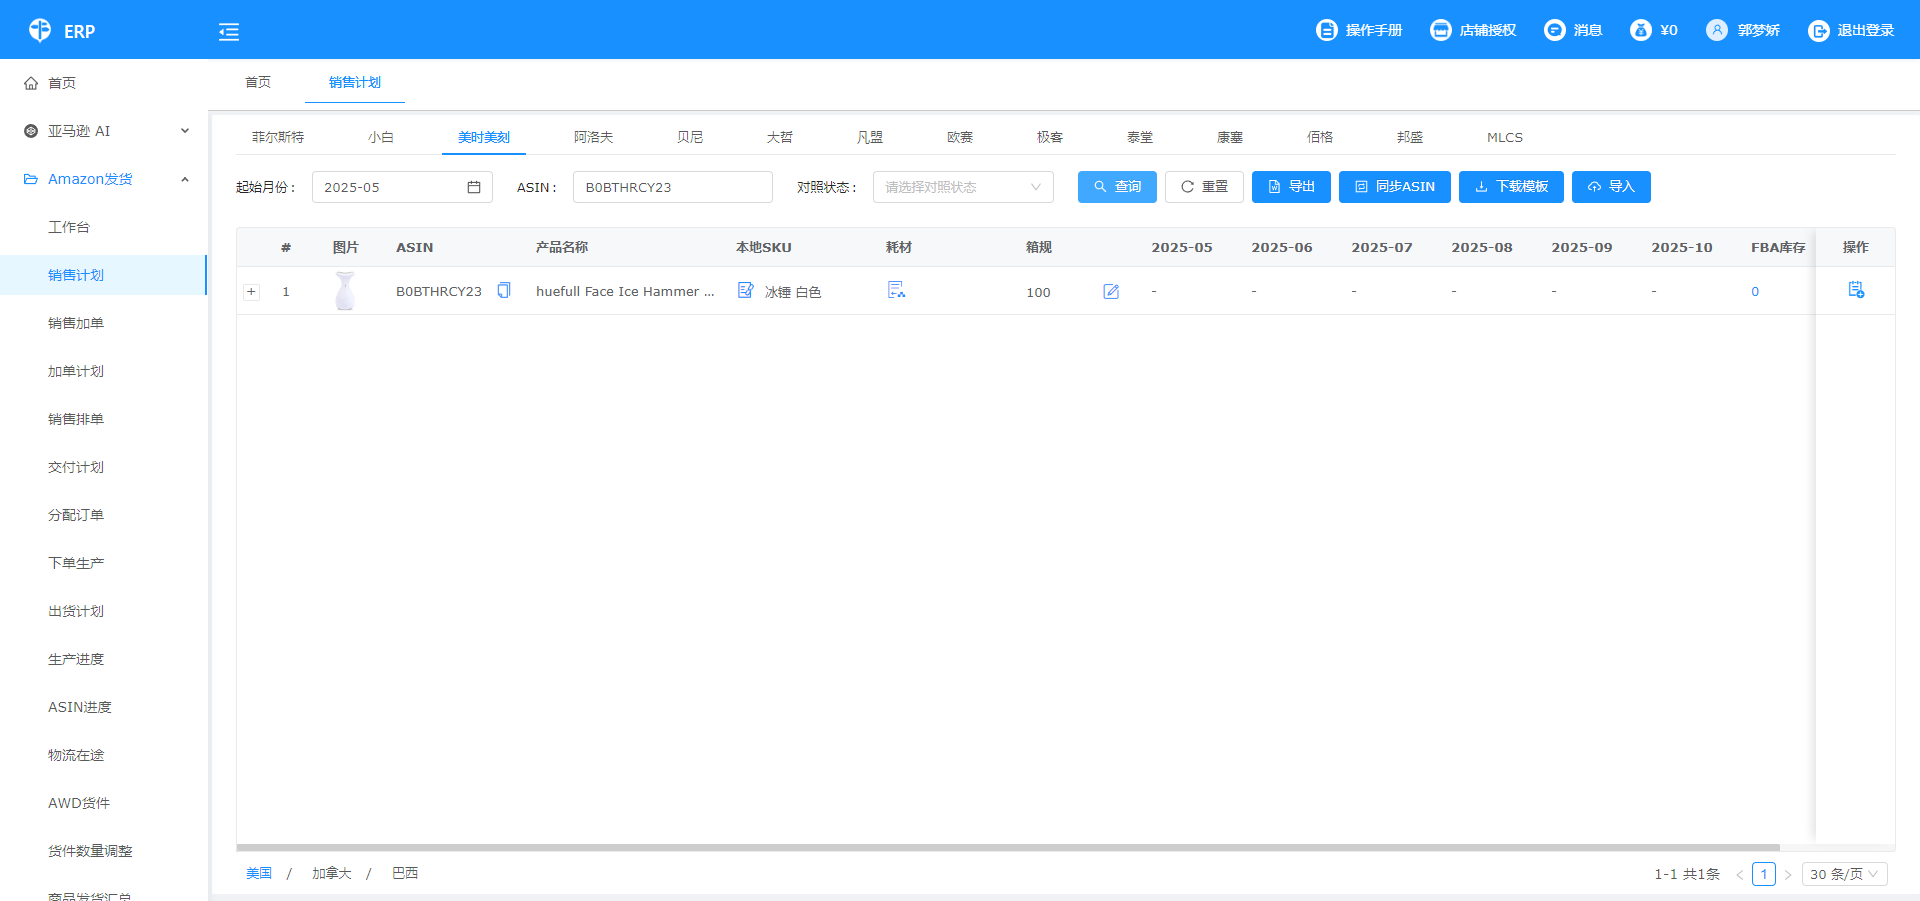 ERP
操作手册
店铺授权
消息
¥0
郭梦娇
退出登录
首页
亚马逊 AI
Amazon发货
工作台
销售计划
销售加单
加单计划
销售排单
交付计划
分配订单
下单生产
出货计划
生产进度
ASIN进度
物流在途
AWD货件
货件数量调整
商品发货汇总
首页 销售计划
菲尔斯特 小白 美时美刻 阿洛夫 贝尼 大哲 凡盟 欧赛 极客 泰堂 康塞 佰格 邦盛 MLCS
起始月份： 2025-05 ASIN： B0BTHRCY23 对照状态： 请选择对照状态 查询 重置 导出 同步ASIN 下载模板 导入
# 图片 ASIN 产品名称 本地SKU 耗材 箱规 2025-05 2025-06 2025-07 2025-08 2025-09 2025-10 FBA库存 操作
1 B0BTHRCY23 huefull Face Ice Hammer ... 冰锤 白色 100 - - - - - - 0
美国 / 加拿大 / 巴西
1-1 共1条 < 1 > 30 条/页